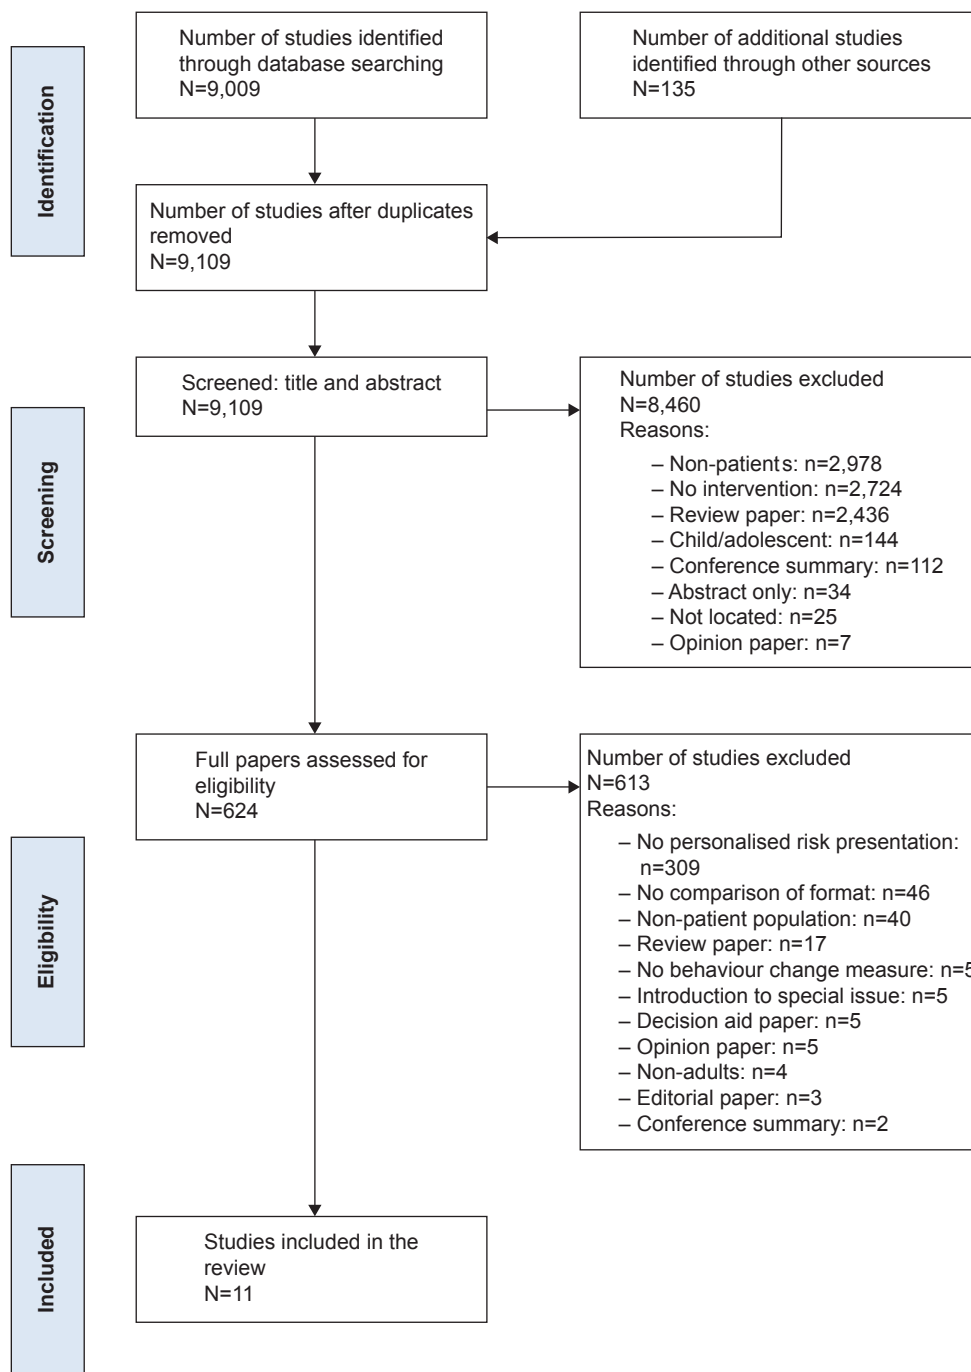 Identification
Number of studies identified
through database searching
N=9,009
Number of additional studies
identified through other sources
N=135
Number of studies after duplicates
removed
N=9,109
Screening
Screened: title and abstract
N=9,109
Number of studies excluded
N=8,460
Reasons:
– Non-patients: n=2,978
– No intervention: n=2,724
– Review paper: n=2,436
– Child/adolescent: n=144
– Conference summary: n=112
– Abstract only: n=34
– Not located: n=25
– Opinion paper: n=7
Eligibility
Full papers assessed for
eligibility
N=624
Number of studies excluded
N=613
Reasons:
– No personalised risk presentation:
n=309
– No comparison of format: n=46
– Non-patient population: n=40
– Review paper: n=17
– No behaviour change measure: n=5
– Introduction to special issue: n=5
– Decision aid paper: n=5
– Opinion paper: n=5
– Non-adults: n=4
– Editorial paper: n=3
– Conference summary: n=2
Included
Studies included in the
review
N=11